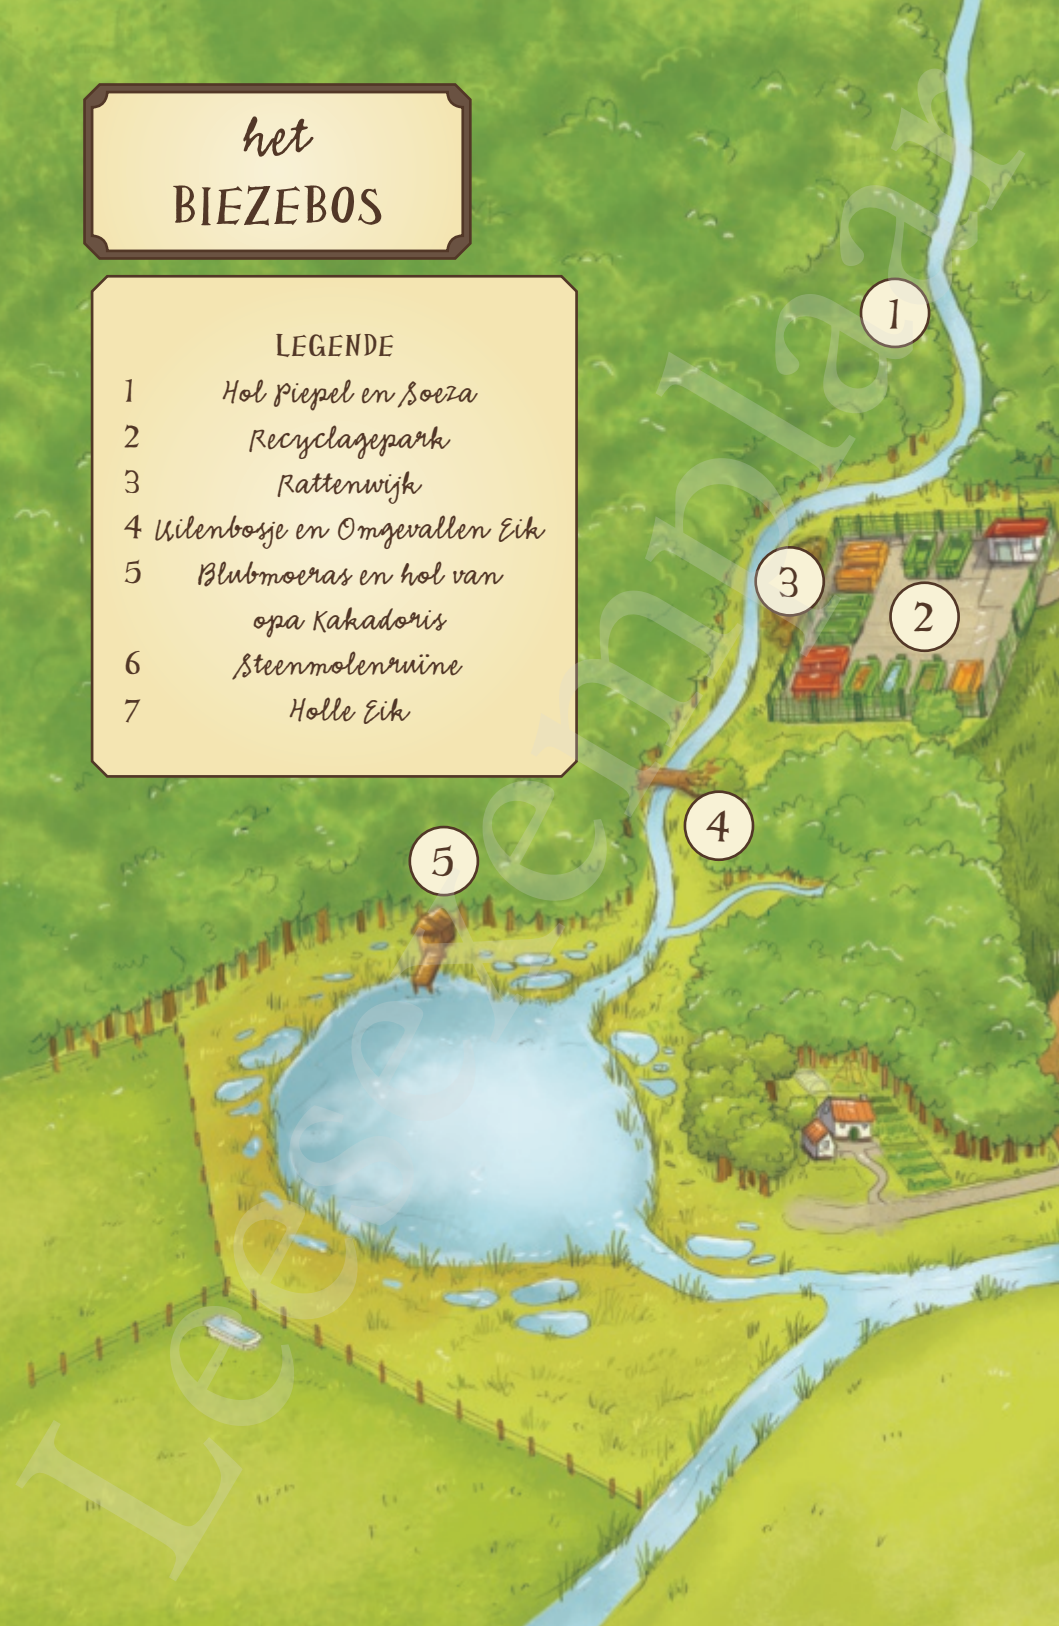 het
BIEZEBOS
LEGENDE
1 Hol Piepel en Soeza
2 Recyclagepark
3 Rattenwijk
4 Uilenbosje en Omgevallen Eik
5 Blubmoeras en hol van
opa Kakadoris
6 Steenmolenruïne
7 Holle Eik
1
3
2
4
5
Leesexemplaar